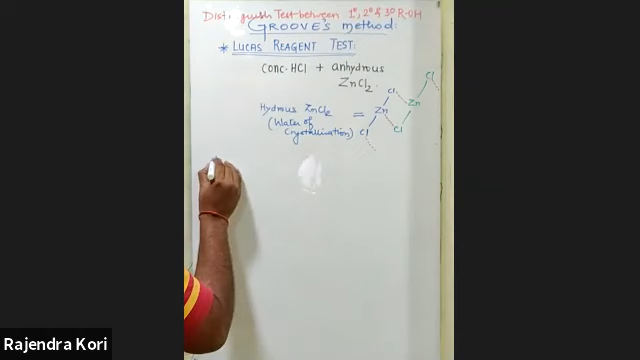 Distinguish Test between 1°, 2° & 3° R-OH
GROOVE'S method:
* LUCAS REAGENT TEST:
conc-HCl + anhydrous
ZnCl2.
Hydrous ZnCl2 =
(Water of
Crystallisation)
Cl
Cl
Zn
Zn
Cl
Cl
Rajendra Kori